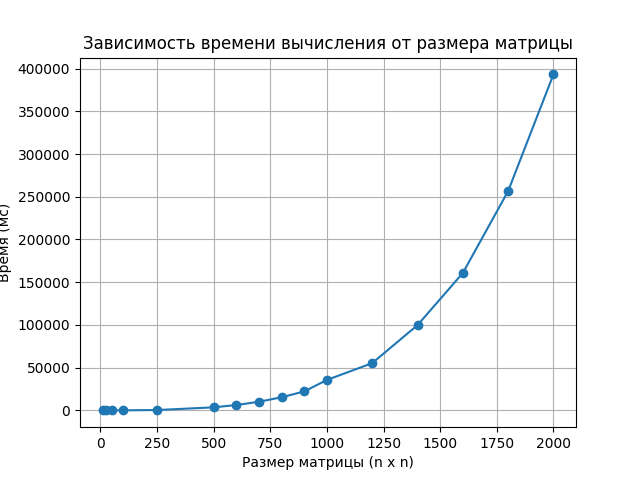 Зависимость времени вычисления от размера матрицы
400000
350000
300000
250000
200000
150000
100000
50000
0
Время (мс)
0 250 500 750 1000 1250 1500 1750 2000
Размер матрицы (n x n)